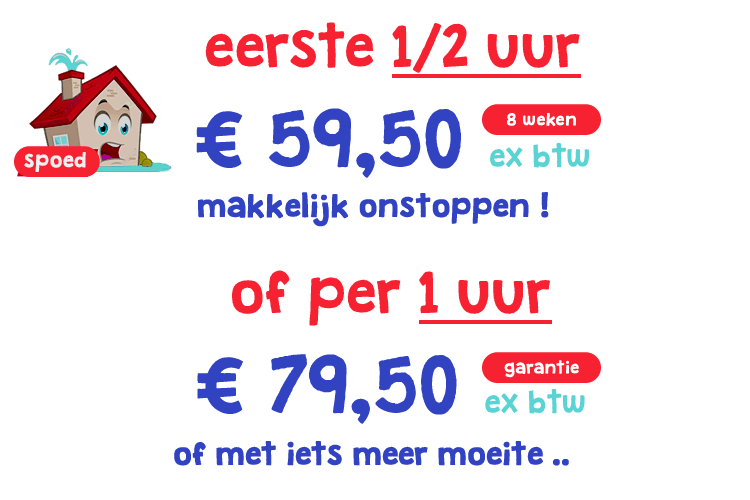 eerste 1/2 uur
spoed
€ 59,50
8 weken
ex btw
makkelijk onstoppen !
of per 1 uur
€ 79,50
garantie
ex btw
of met iets meer moeite ..